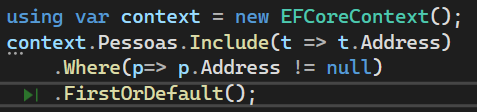 using var context = new EFCoreContext();
context.Pessoas.Include(t => t.Address)
.Where(p=> p.Address != null)
.FirstOrDefault();